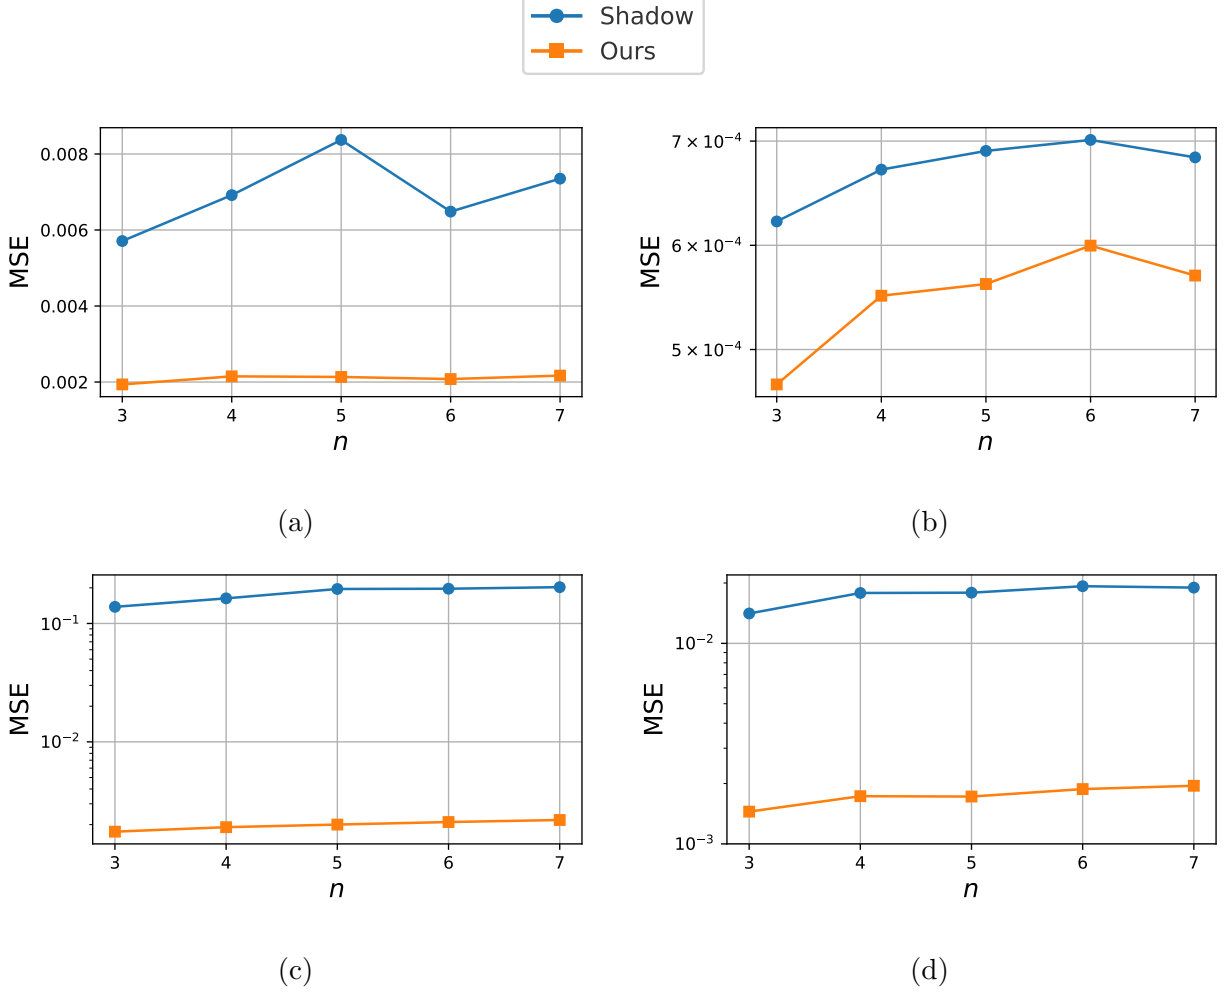 Shadow
Ours
0.008
0.006
0.004
0.002
MSE
3 4 5 6 7
n
(a)
7 × 10⁻⁴
6 × 10⁻⁴
5 × 10⁻⁴
MSE
3 4 5 6 7
n
(b)
10⁻¹
10⁻²
MSE
3 4 5 6 7
n
(c)
10⁻²
10⁻³
MSE
3 4 5 6 7
n
(d)